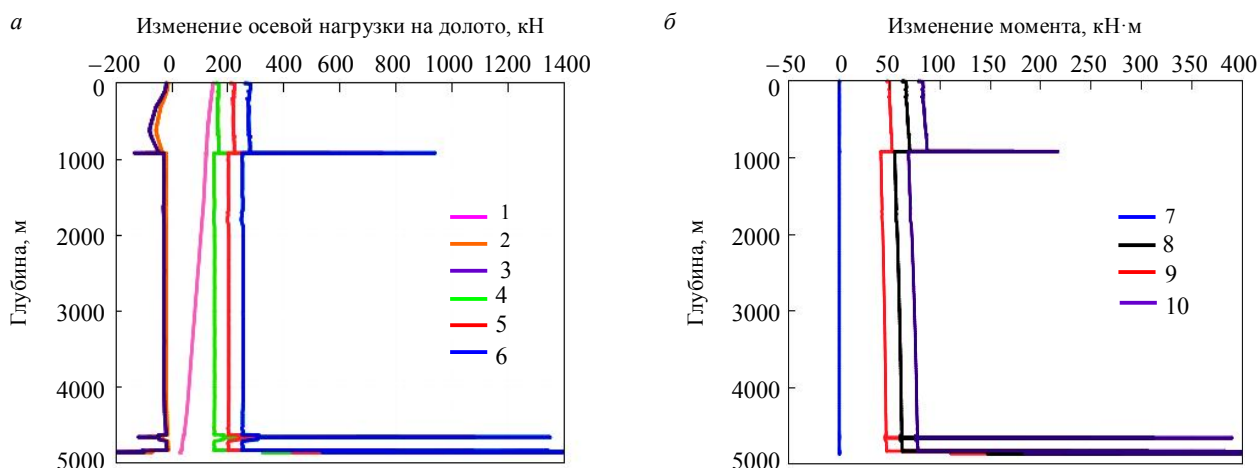 а
Изменение осевой нагрузки на долото, кН
–200 0 200 400 600 800 1000 1200 1400
0
1000
2000
3000
4000
5000
Глубина, м
1
2
3
4
5
6
б
Изменение момента, кН·м
–50 0 50 100 150 200 250 300 350 400
0
1000
2000
3000
4000
5000
Глубина, м
7
8
9
10